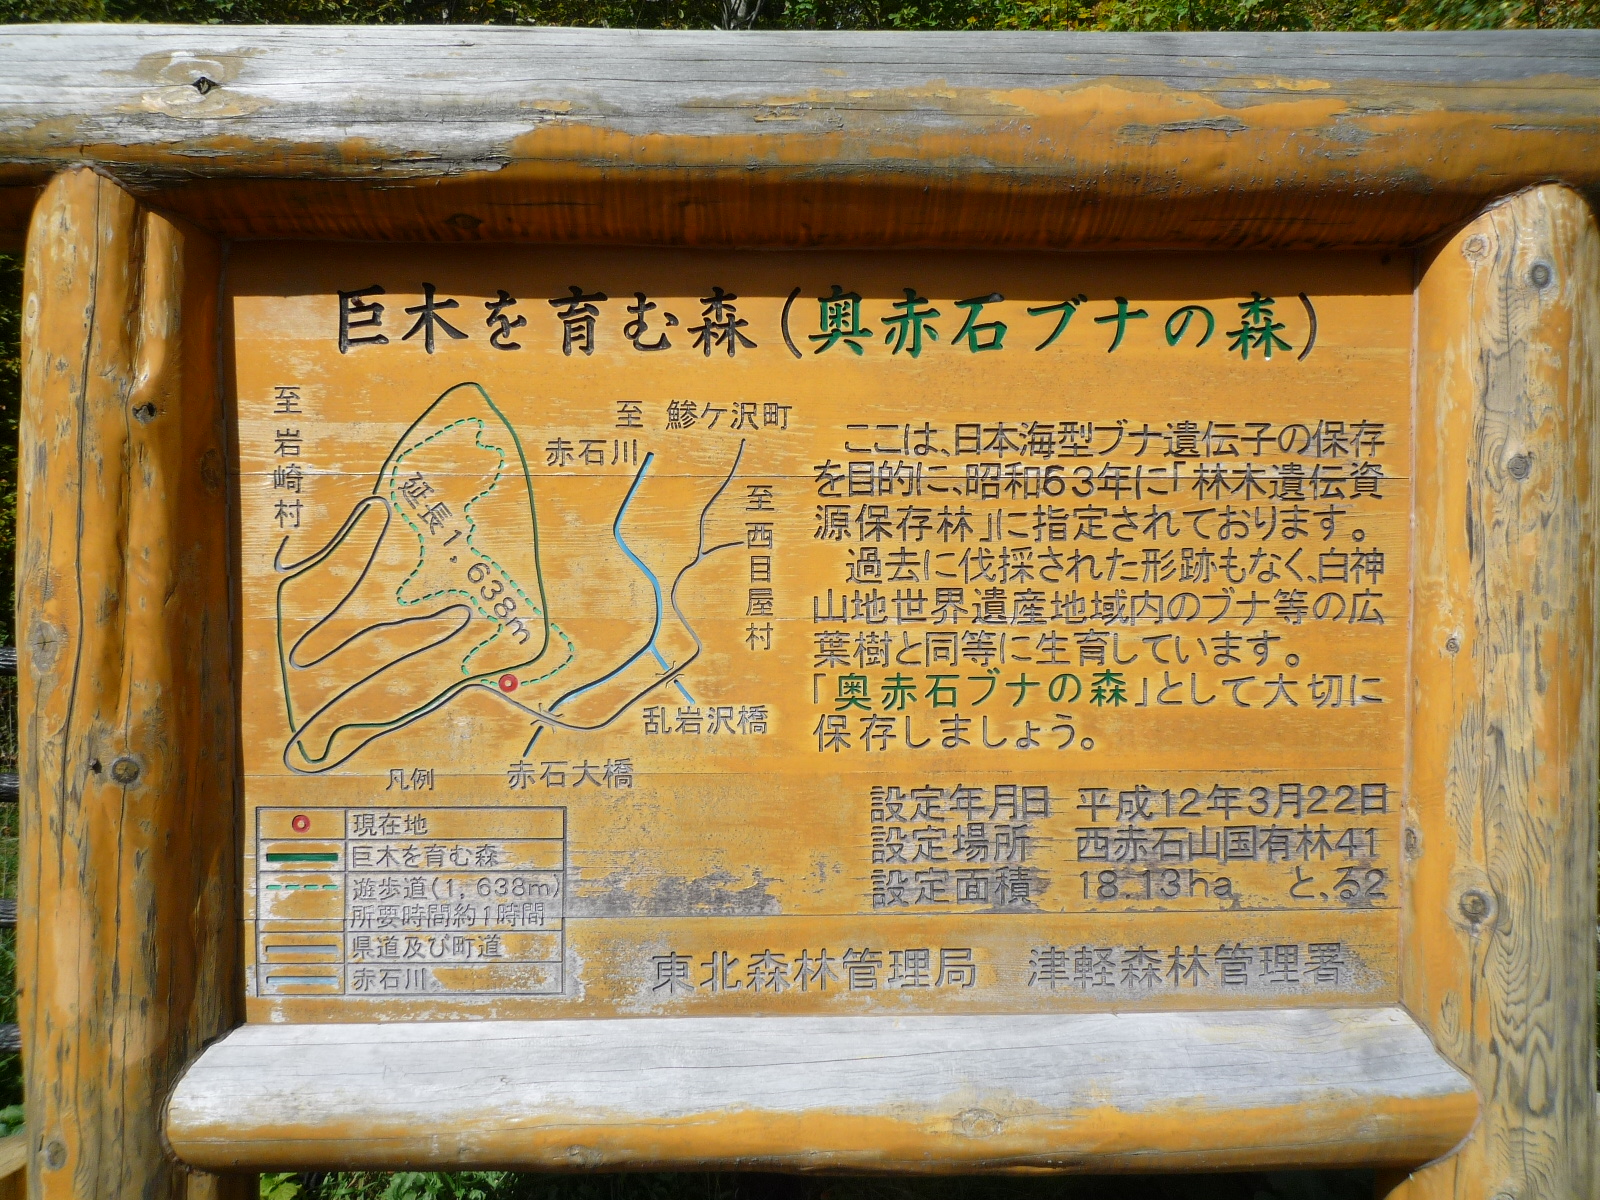 巨木を育む森(奥赤石ブナの森)
至岩崎村
延長1,638m
赤石川
至 鰺ケ沢町
至西目屋村
乱岩沢橋
赤石大橋
凡例
現在地
巨木を育む森
遊歩道(1,638m)
所要時間約1時間
県道及び町道
赤石川
ここは、日本海型ブナ遺伝子の保存
を目的に、昭和63年に「林木遺伝資
源保存林」に指定されております。
過去に伐採された形跡もなく、白神
山地世界遺産地域内のブナ等の広
葉樹と同等に生育しています。
「奥赤石ブナの森」として大切に
保存しましょう。
設定年月日 平成12年3月22日
設定場所 西赤石山国有林41
設定面積 18.13ha と、る2
東北森林管理局 津軽森林管理署